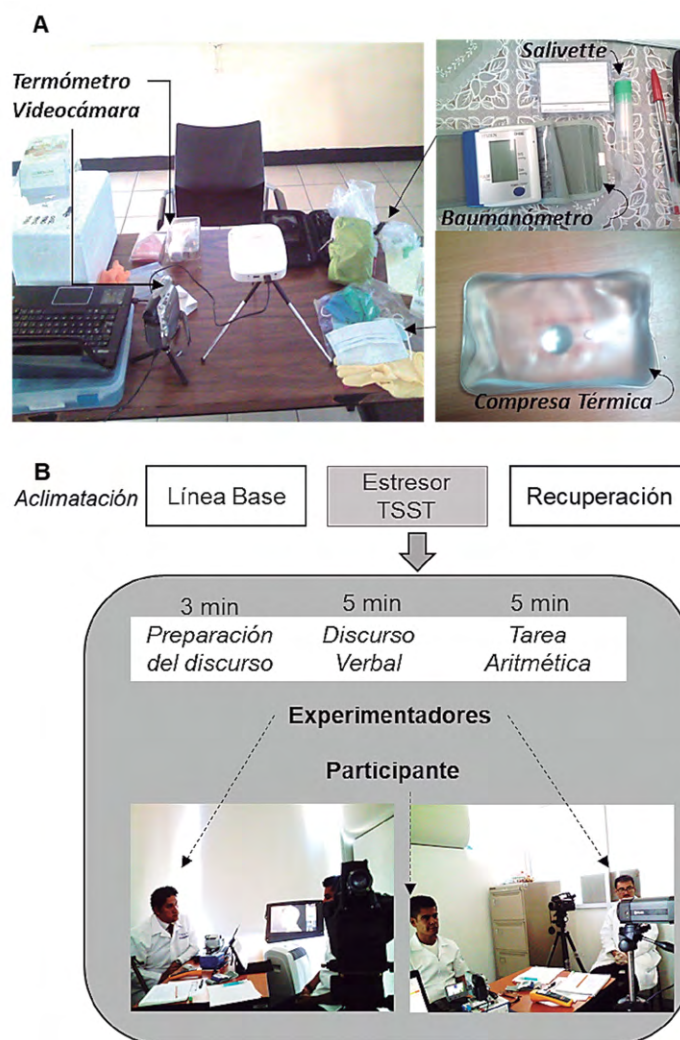 A
Termómetro
Videocámara
Salivette
Baumanómetro
Compresa Térmica
B
Aclimatación
Línea Base
Estresor
TSST
Recuperación
3 min
5 min
5 min
Preparación
del discurso
Discurso
Verbal
Tarea
Aritmética
Experimentadores
Participante